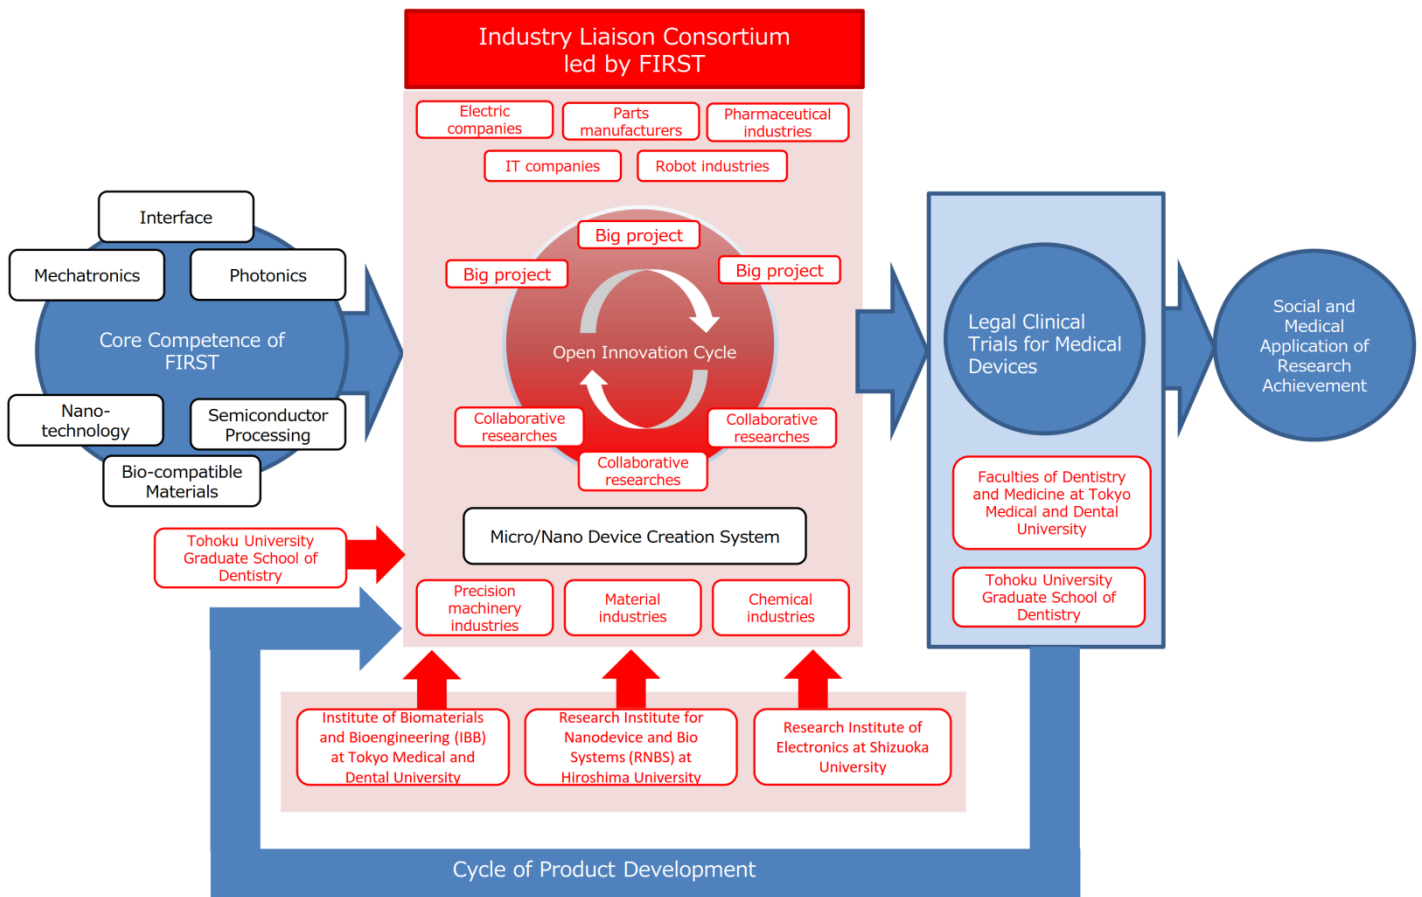 Industry Liaison Consortium
led by FIRST
Electric
companies
Parts
manufacturers
Pharmaceutical
industries
IT companies
Robot industries
Interface
Mechatronics
Photonics
Core Competence of
FIRST
Nano-
technology
Semiconductor
Processing
Bio-compatible
Materials
Big project
Big project
Big project
Open Innovation Cycle
Collaborative
researches
Collaborative
researches
Collaborative
researches
Micro/Nano Device Creation System
Tohoku University
Graduate School of
Dentistry
Precision
machinery
industries
Material
industries
Chemical
industries
Institute of Biomaterials
and Bioengineering (IBB)
at Tokyo Medical and
Dental University
Research Institute for
Nanodevice and Bio
Systems (RNBS) at
Hiroshima University
Research Institute of
Electronics at Shizuoka
University
Legal Clinical
Trials for Medical
Devices
Faculties of Dentistry
and Medicine at Tokyo
Medical and Dental
University
Tohoku University
Graduate School of
Dentistry
Social and
Medical
Application of
Research
Achievement
Cycle of Product Development